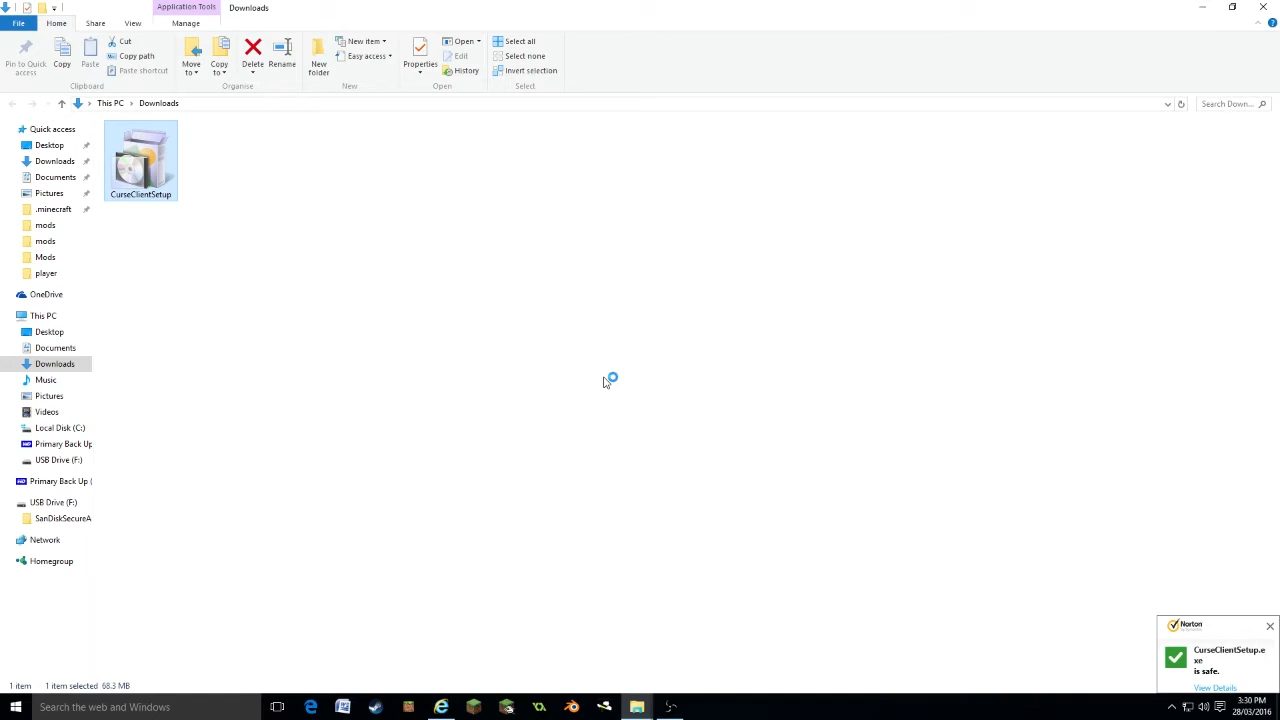 Application Tools
Downloads
File
Home
Share
View
Manage
Pin to Quick access
Copy
Paste
Cut
Copy path
Paste shortcut
Clipboard
Move to
Copy to
Delete
Rename
Organise
New folder
New item
Easy access
New
Properties
Open
Edit
History
Open
Select all
Select none
Invert selection
Select
This PC
Downloads
Search Down...
Quick access
Desktop
Downloads
Documents
Pictures
.minecraft
mods
mods
Mods
player
OneDrive
This PC
Desktop
Documents
Downloads
Music
Pictures
Videos
Local Disk (C:)
Primary Back Up
USB Drive (F:)
Primary Back Up (
USB Drive (F:)
SanDiskSecureA
Network
Homegroup
CurseClientSetup
Norton
CurseClientSetup.e
xe
is safe.
View Details
1 item
1 item selected 68.3 MB
Search the web and Windows
3:30 PM
28/03/2016